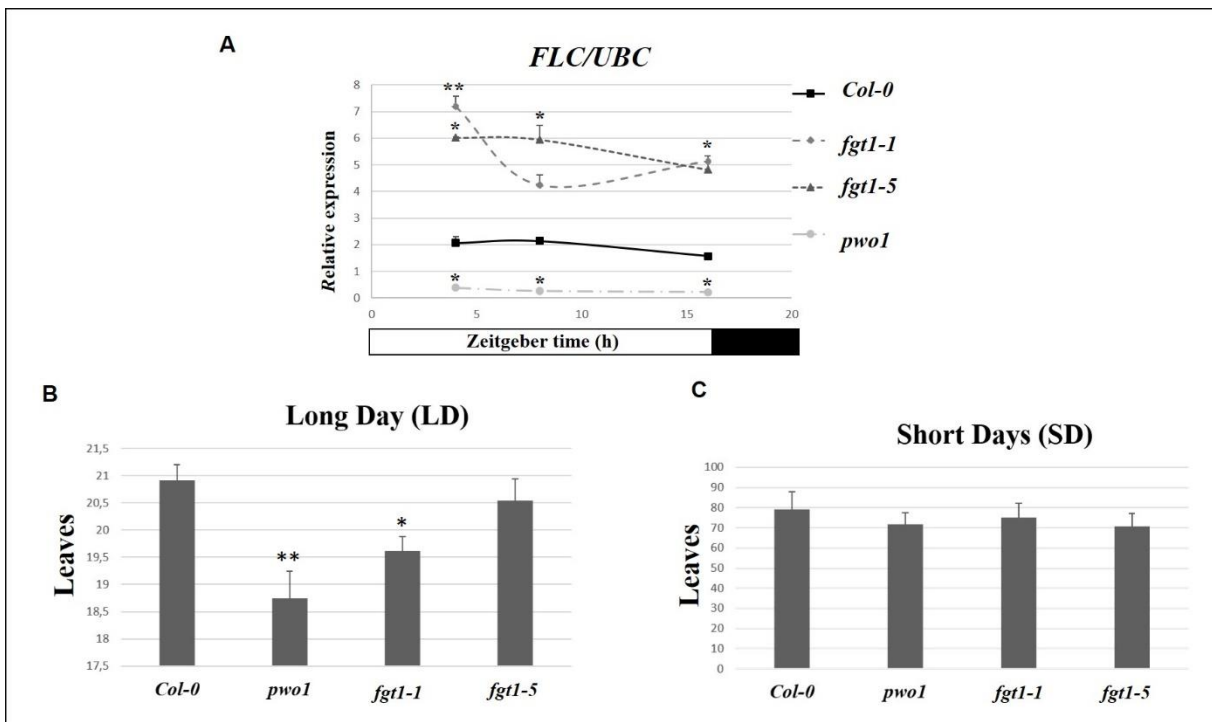 A
FLC/UBC
Relative expression
8
7
6
5
4
3
2
1
0
**
*
*
*
*
*
*
0 5 10 15 20
Zeitgeber time (h)
Col-0
fgt1-1
fgt1-5
pwo1
B
Long Day (LD)
Leaves
21,5
21
20,5
20
19,5
19
18,5
18
17,5
**
*
Col-0 pwo1 fgt1-1 fgt1-5
C
Short Days (SD)
Leaves
100
90
80
70
60
50
40
30
20
10
0
Col-0 pwo1 fgt1-1 fgt1-5